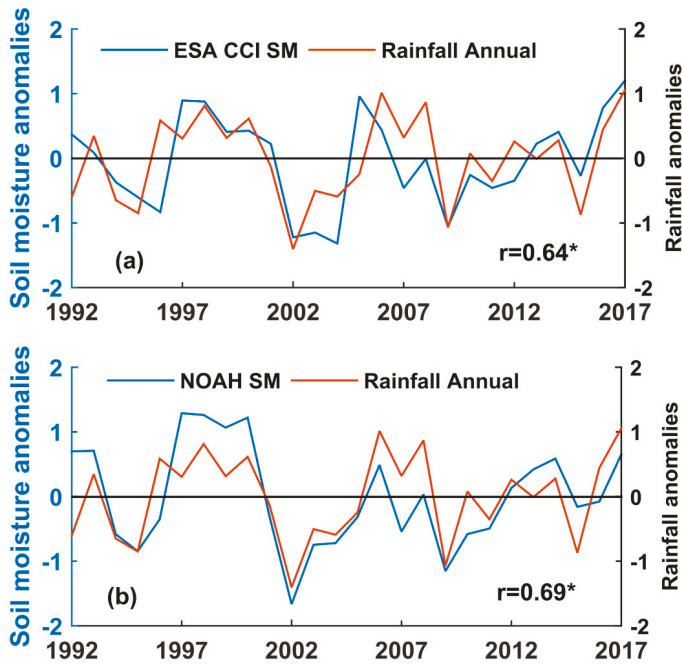 ESA CCI SM Rainfall Annual
Soil moisture anomalies
Rainfall anomalies
2 1 0 -1 -2
2 1 0 -1 -2
(a)
r=0.64*
1992 1997 2002 2007 2012 2017
NOAH SM Rainfall Annual
Soil moisture anomalies
Rainfall anomalies
2 1 0 -1 -2
2 1 0 -1 -2
(b)
r=0.69*
1992 1997 2002 2007 2012 2017